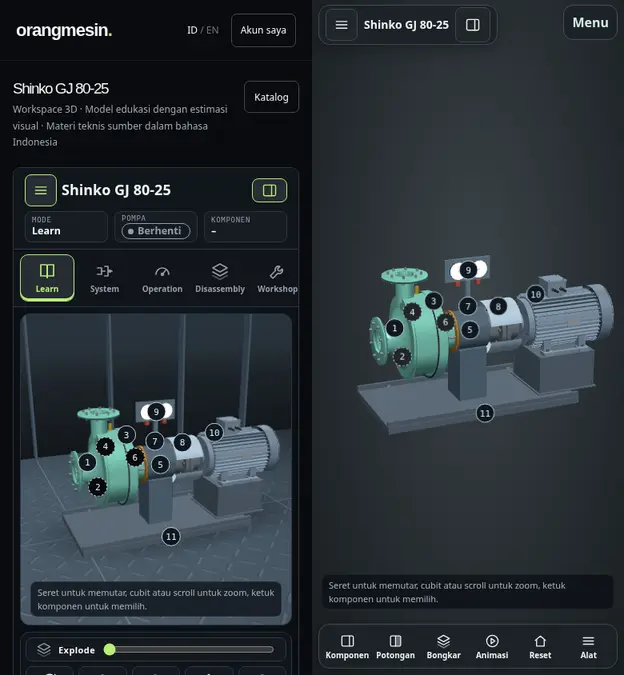 orangmesin.
ID / EN
Akun saya
Shinko GJ 80-25
Workspace 3D · Model edukasi dengan estimasi
visual · Materi teknis sumber dalam bahasa
Indonesia
Katalog
Shinko GJ 80-25
MODE
Learn
POMPA
Berhenti
KOMPONEN
–
Learn
System
Operation
Disassembly
Workshop
9
3
10
4
7
8
1
6
5
2
11
Seret untuk memutar, cubit atau scroll untuk zoom, ketuk
komponen untuk memilih.
Explode
Shinko GJ 80-25
Menu
9
10
3
7
8
4
6
1
5
2
11
Seret untuk memutar, cubit atau scroll untuk zoom, ketuk
komponen untuk memilih.
Komponen
Potongan
Bongkar
Animasi
Reset
Alat